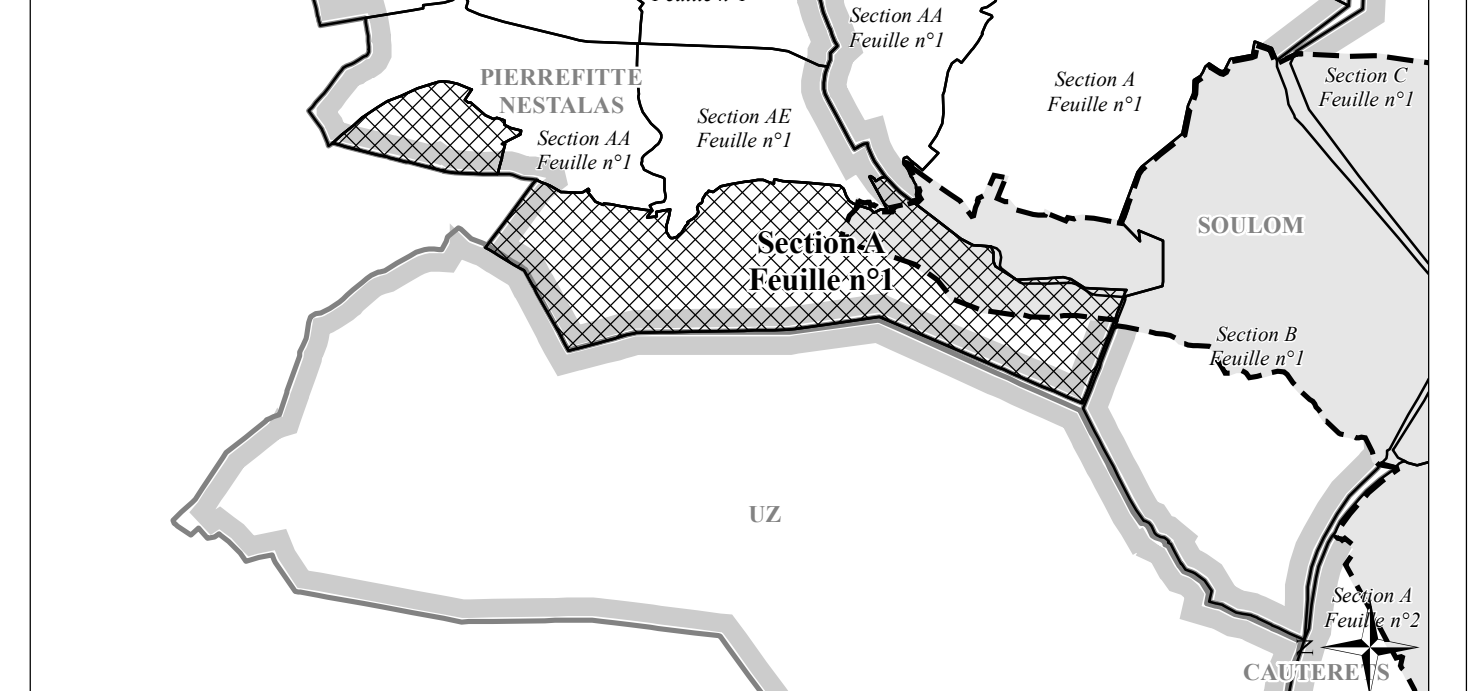 Section AA
Feuille n°1
PIERREFITTE
NESTALAS
Section A
Feuille n°1
Section C
Feuille n°1
Section AE
Feuille n°1
Section AA
Feuille n°1
SOULOM
Section A
Feuille n°1
Section B
Feuille n°1
UZ
Section A
Feuille n°2
N
CAUTERETS